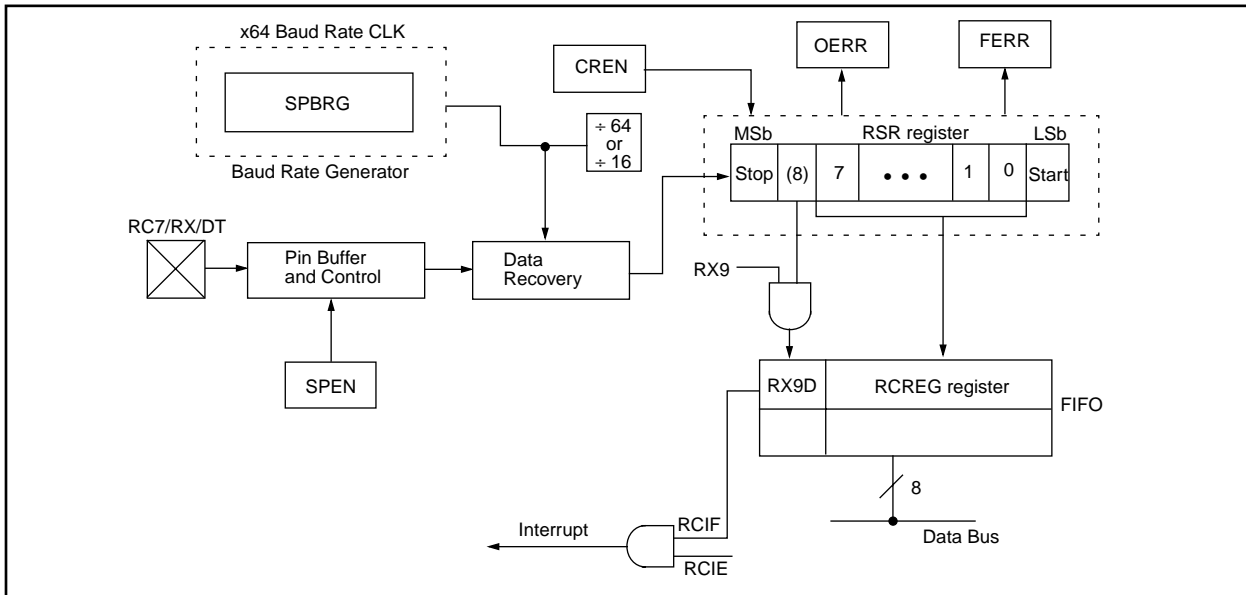 x64 Baud Rate CLK
SPBRG
Baud Rate Generator
CREN
OERR
FERR
÷ 64
or
÷ 16
MSb
RSR register
LSb
Stop
(8)
7
• • •
1
0
Start
RC7/RX/DT
Pin Buffer
and Control
Data
Recovery
SPEN
RX9
RX9D
RCREG register
FIFO
8
Data Bus
Interrupt
RCIF
RCIE